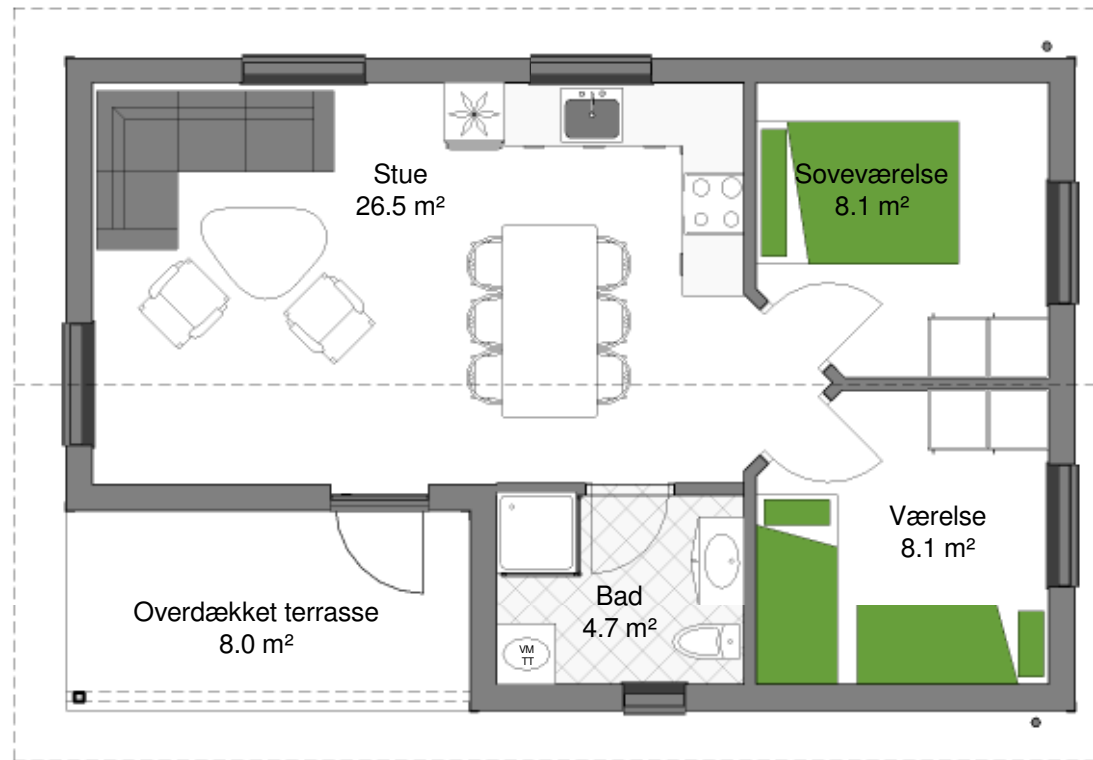 Stue
26.5 m²
Soveværelse
8.1 m²
Værelse
8.1 m²
Overdækket terrasse
8.0 m²
Bad
4.7 m²
VM
TT